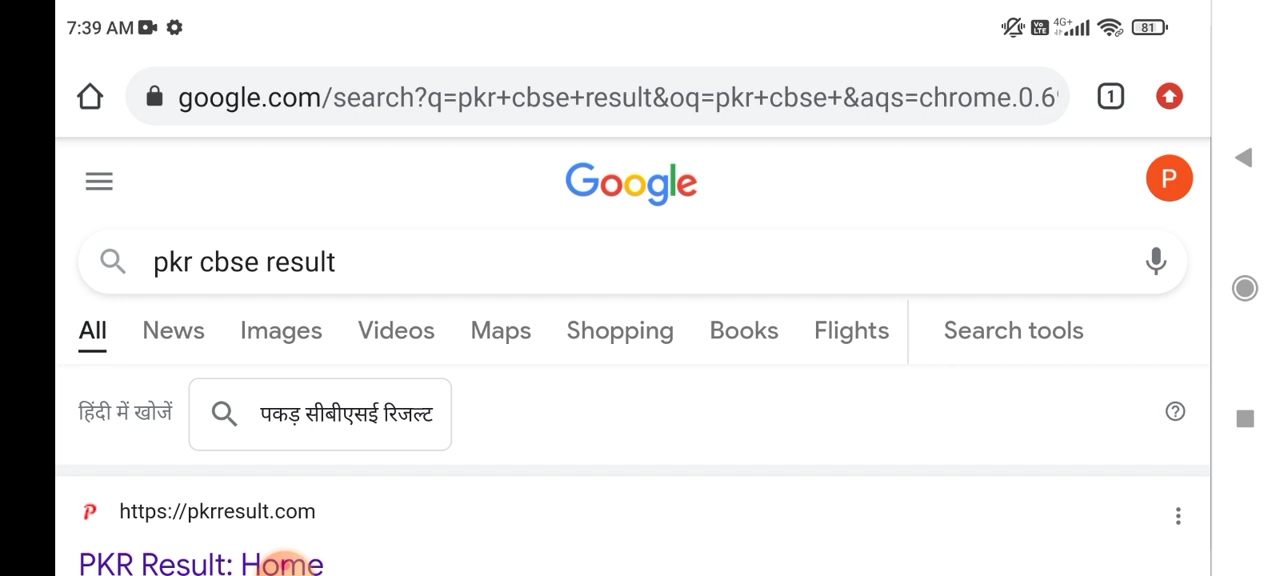 7:39 AM
Vo LTE 4G+ 81
google.com/search?q=pkr+cbse+result&oq=pkr+cbse+&aqs=chrome.0.6
1
Google
P
pkr cbse result
All News Images Videos Maps Shopping Books Flights Search tools
हिंदी में खोजें पकड़ सीबीएसई रिजल्ट
P https://pkrresult.com
PKR Result: Home